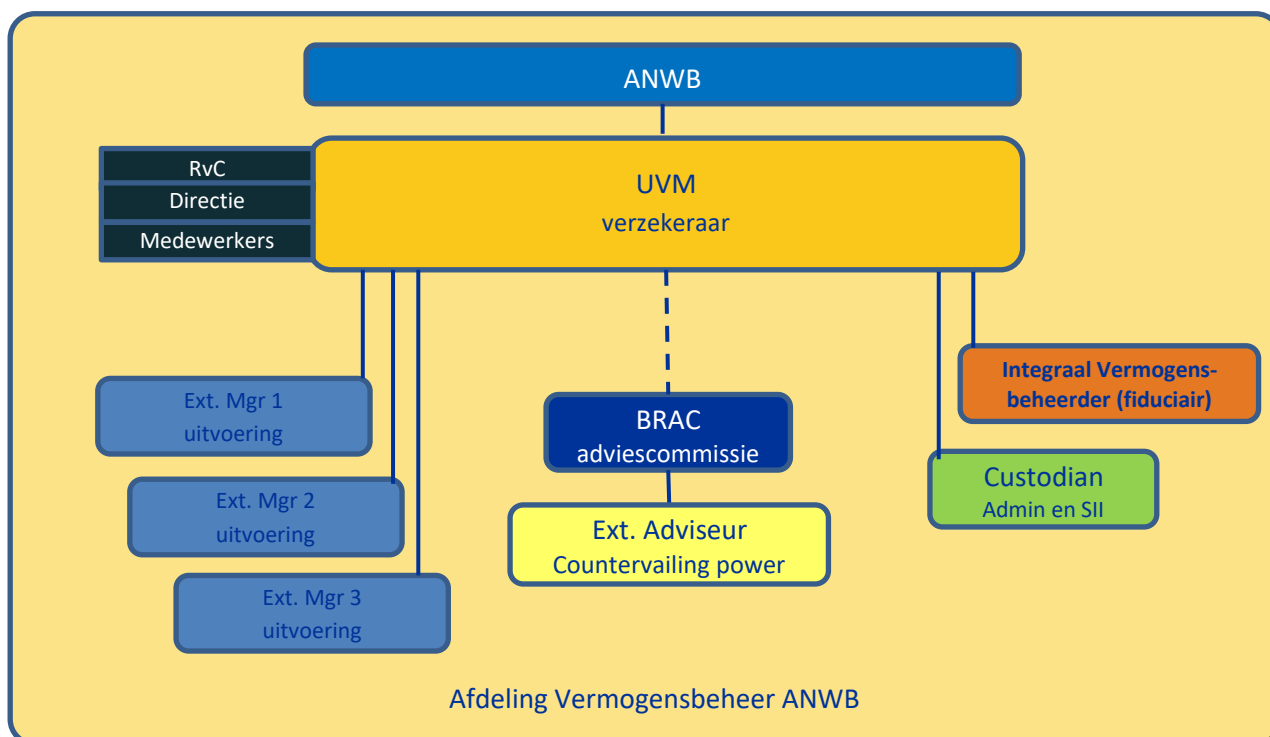 ANWB
RvC
Directie
Medewerkers
UVM
verzekeraar
Integraal Vermogens-
beheerder (fiduciair)
Ext. Mgr 1
uitvoering
BRAC
adviescommissie
Custodian
Admin en SII
Ext. Mgr 2
uitvoering
Ext. Adviseur
Countervailing power
Ext. Mgr 3
uitvoering
Afdeling Vermogensbeheer ANWB